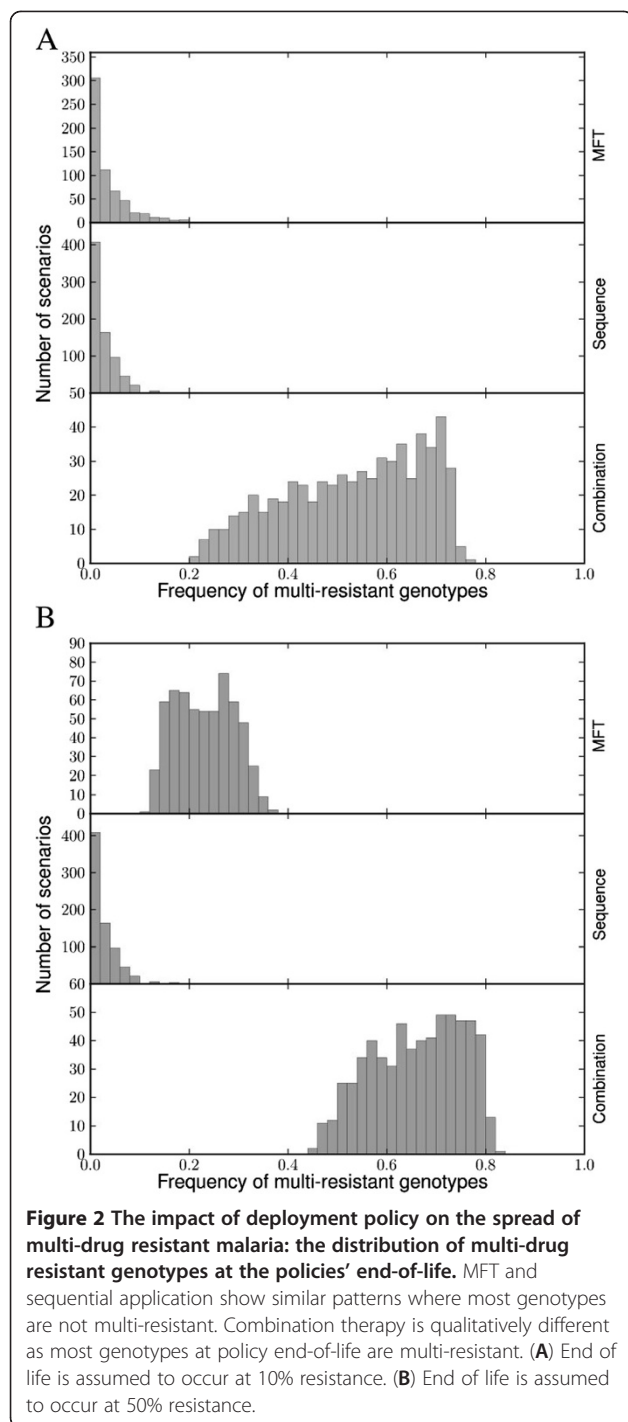 A
350
300
250
200
150
100
50
0
MFT
400
300
200
100
50
Sequence
Number of scenarios
40
30
20
10
0
Combination
0.0 0.2 0.4 0.6 0.8 1.0
Frequency of multi-resistant genotypes
B
90
80
70
60
50
40
30
20
10
0
MFT
400
300
200
100
60
Sequence
Number of scenarios
50
40
30
20
10
0
Combination
0.0 0.2 0.4 0.6 0.8 1.0
Frequency of multi-resistant genotypes
Figure 2 The impact of deployment policy on the spread of
multi-drug resistant malaria: the distribution of multi-drug
resistant genotypes at the policies' end-of-life. MFT and
sequential application show similar patterns where most genotypes
are not multi-resistant. Combination therapy is qualitatively different
as most genotypes at policy end-of-life are multi-resistant. (A) End of
life is assumed to occur at 10% resistance. (B) End of life is assumed
to occur at 50% resistance.